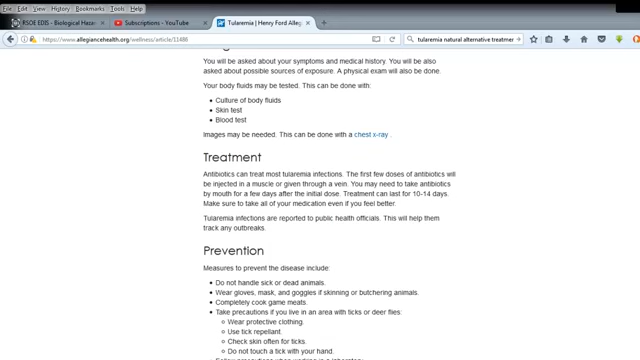 File Edit View History Bookmarks Tools Help
RSOE EDIS - Biological Hazar
Subscriptions - YouTube
Tularemia | Henry Ford Alleg
https://www.allegiancehealth.org/wellness/article/11488
tularemia natural alternative treatmer
You will be asked about your symptoms and medical history. You will be also
asked about possible sources of exposure. A physical exam will also be done.
Your body fluids may be tested. This can be done with:
• Culture of body fluids
• Skin test
• Blood test
Images may be needed. This can be done with a chest x-ray .
Treatment
Antibiotics can treat most tularemia infections. The first few doses of antibiotics will
be injected in a muscle or given through a vein. You may need to take antibiotics
by mouth for a few days after the initial dose. Treatment can last for 10-14 days.
Make sure to take all of your medication even if you feel better.
Tularemia infections are reported to public health officials. This will help them
track any outbreaks.
Prevention
Measures to prevent the disease include:
• Do not handle sick or dead animals.
• Wear gloves, mask, and goggles if skinning or butchering animals.
• Completely cook game meats.
• Take precautions if you live in an area with ticks or deer flies:
Wear protective clothing.
Use tick repellant.
Check skin often for ticks.
Do not touch a tick with your hand.